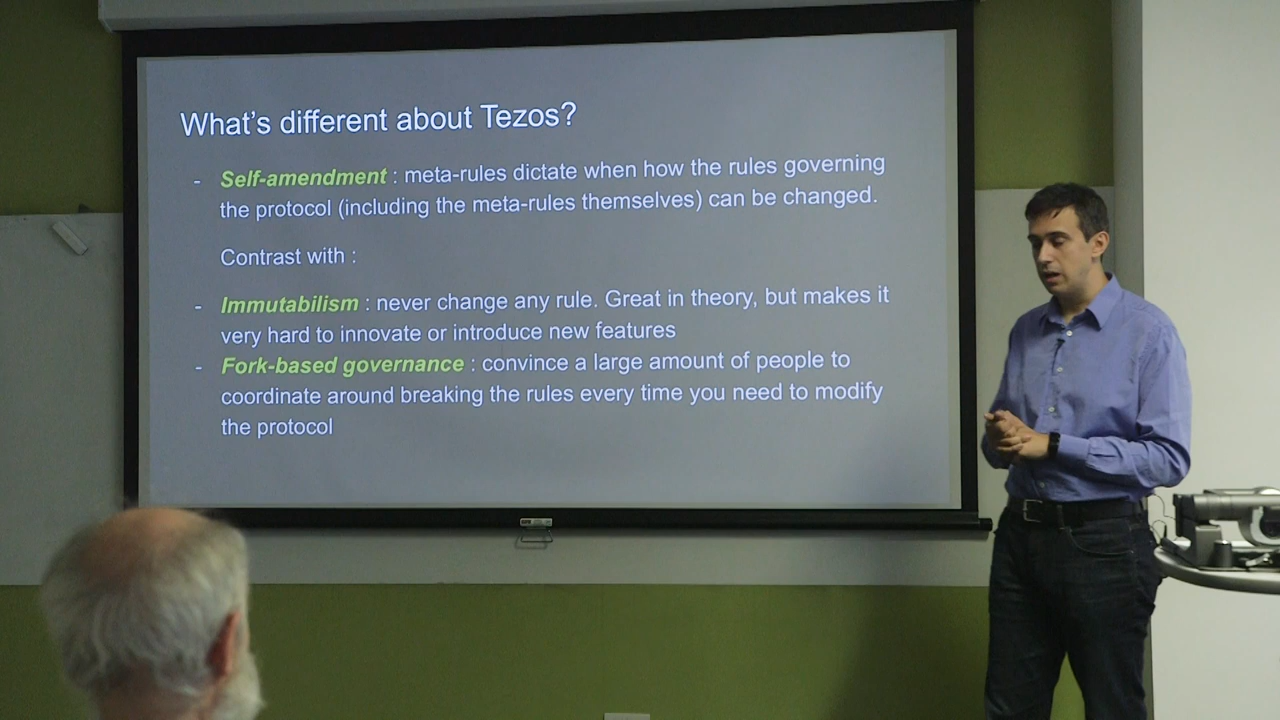 What's different about Tezos?
- Self-amendment : meta-rules dictate when how the rules governing
the protocol (including the meta-rules themselves) can be changed.
Contrast with :
- Immutabilism : never change any rule. Great in theory, but makes it
very hard to innovate or introduce new features
- Fork-based governance : convince a large amount of people to
coordinate around breaking the rules every time you need to modify
the protocol